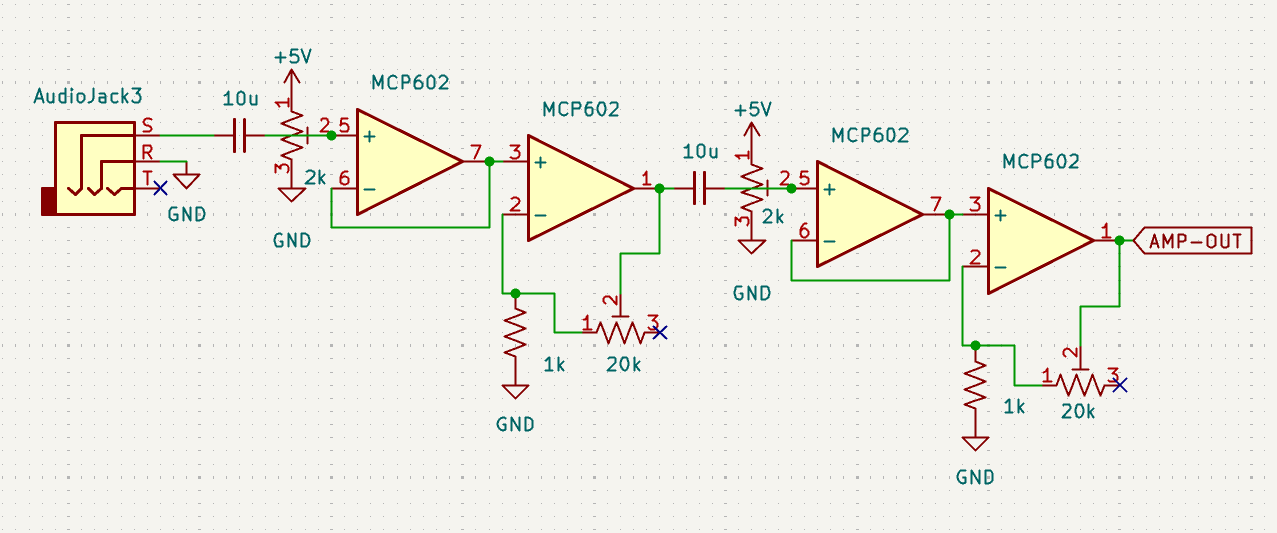 AudioJack3
S
R
T
GND
10u
+5V
1
2
3
2k
GND
MCP602
5
6
7
+
−
MCP602
3
2
1
+
−
1k
GND
1
2
3
20k
10u
+5V
1
2
3
2k
GND
MCP602
5
6
7
+
−
MCP602
3
2
1
+
−
AMP-OUT
1k
GND
1
2
3
20k